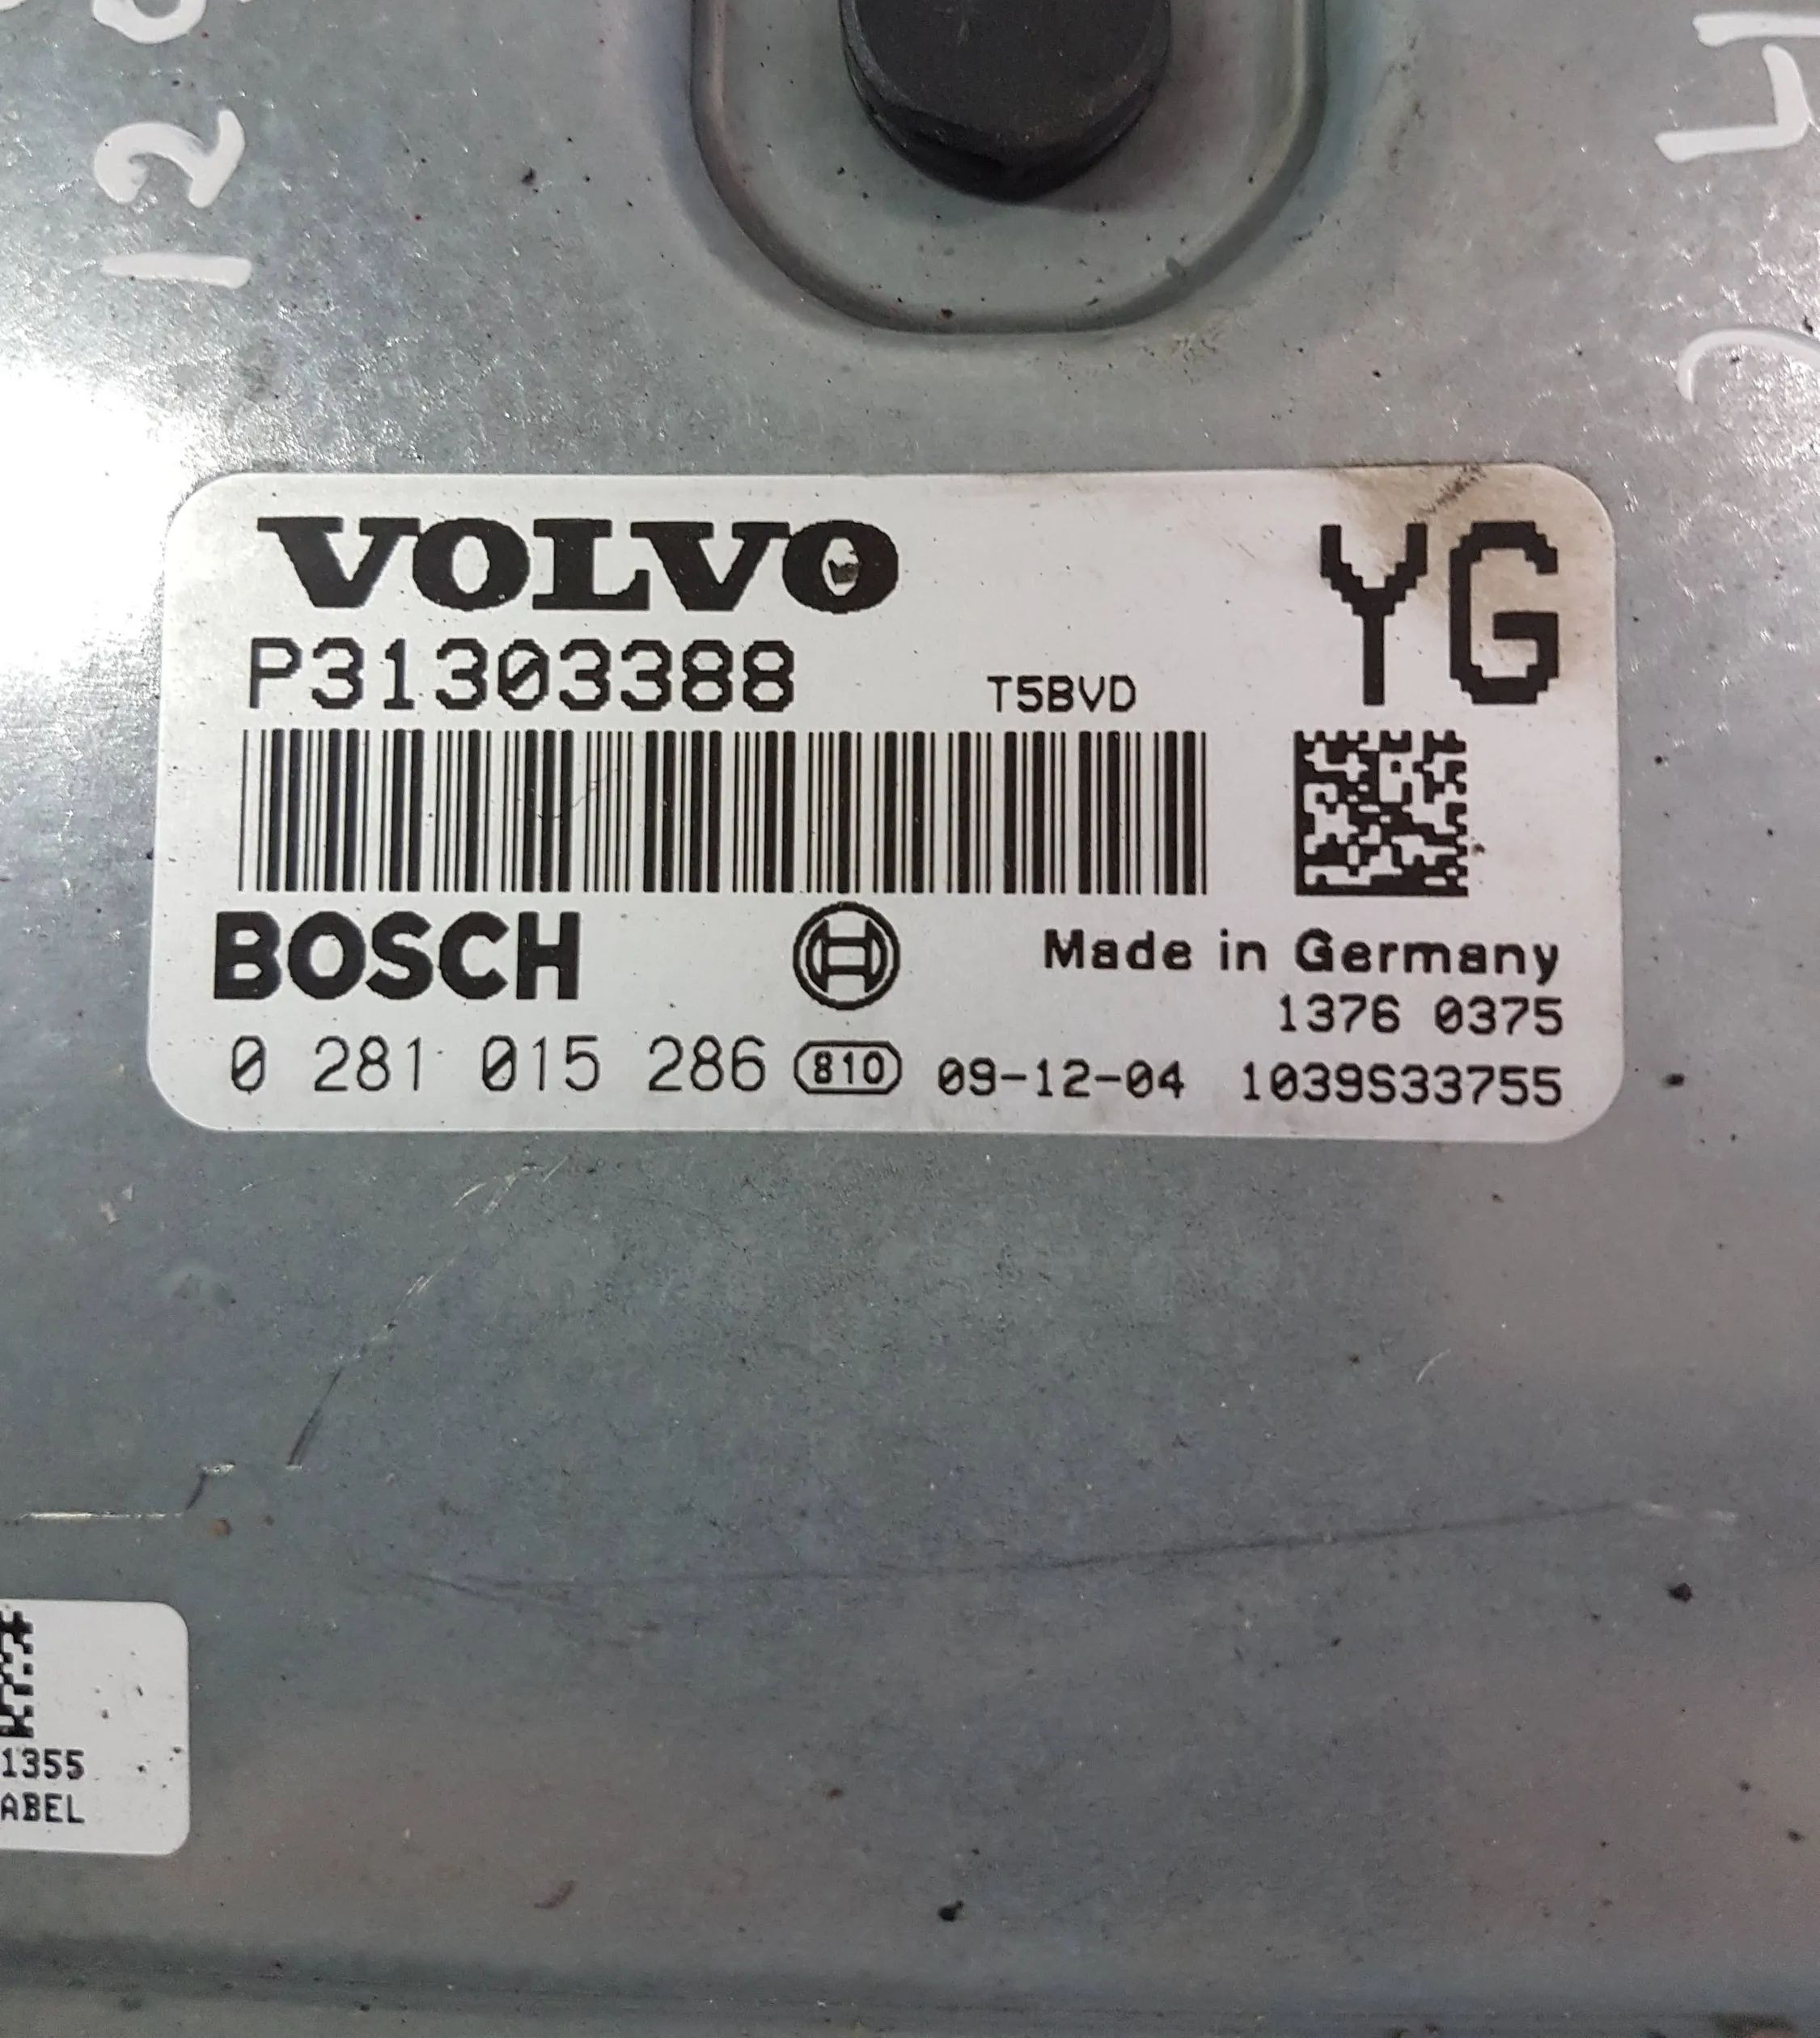 VOLVO
YG
P31303388
T5BVD
BOSCH
Made in Germany
1376 0375
0 281 015 286 810 09-12-04 1039S33755
1355
ABEL